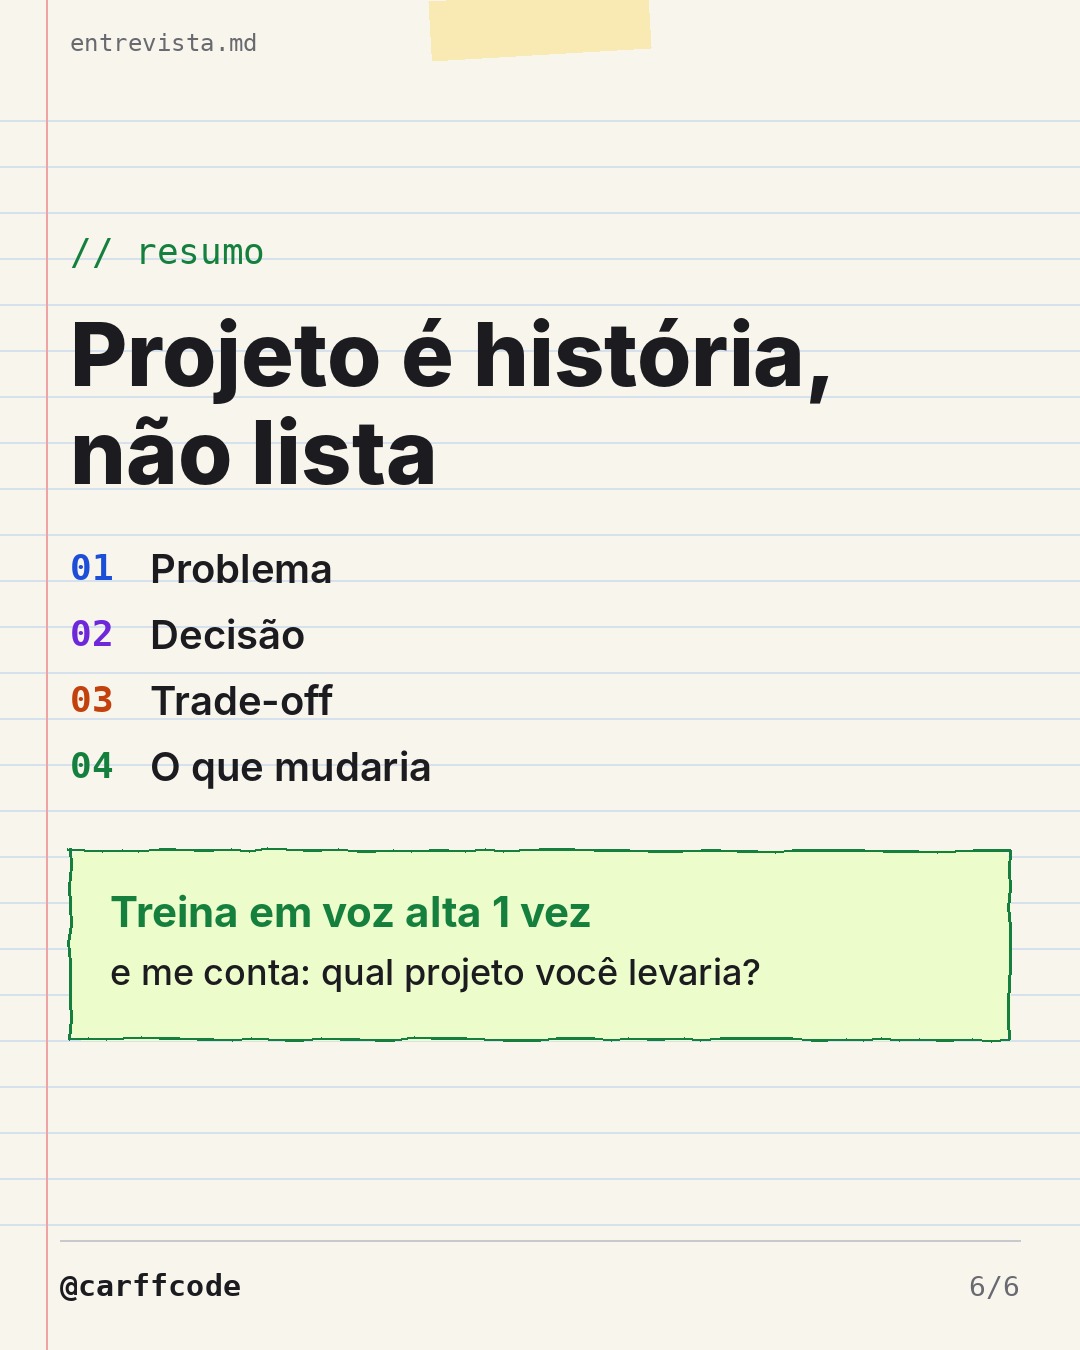 entrevista.md
// resumo
Projeto é história,
não lista
01 Problema
02 Decisão
03 Trade-off
04 O que mudaria
Treina em voz alta 1 vez
e me conta: qual projeto você levaria?
@carffcode
6/6